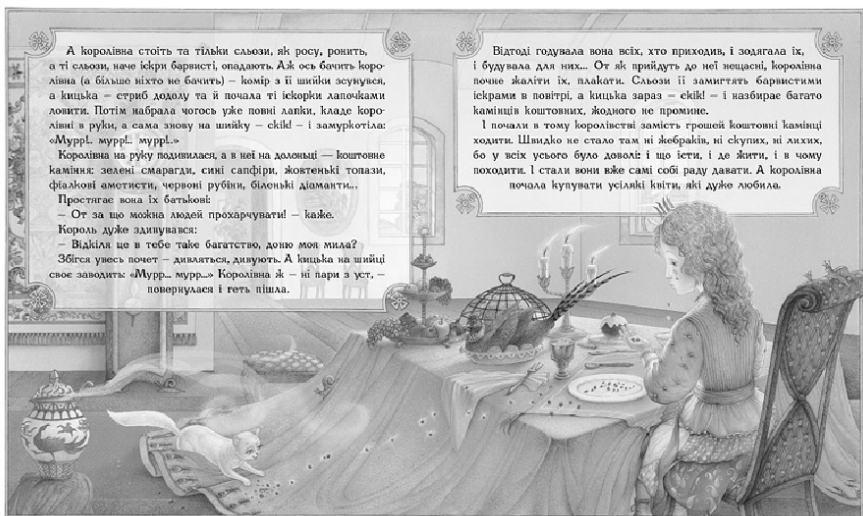 А королівна стоїть та тільки сльози, як росу, ронить,
а ті сльози, наче іскри барвисті, опадають. Аж ось бачить коро-
лівна (а більше ніхто не бачить) – комір з її шийки зсунувся,
а кицька – стриб додолу та й почала ті іскорки лапочками
ловити. Потім набрала чогось уже повні лапки, кладе коро-
лівні в руки, а сама знову на шийку – скік! – і замуркотіла:
«Мурр!.. мурр!.. мурр!..»
Королівна на руку подивилася, а в неї на долоньці – коштовне
каміння: зелені смарагди, сині сапфіри, жовтенькі топази,
фіалкові аметисти, червоні рубіни, біленькі діаманти...
Простягає вона їх батькові:
– От за що можна людей прохарчувати! – каже.
Король дуже здивувався:
– Відкіля це в тебе таке багатство, доню моя мила?
Збігся увесь почет – дивляться, дивують. А кицька на шийці
своє заводить: «Мурр... мурр...» Королівна ж – ні пари з уст, –
повернулася і геть пішла.
Відтоді годувала вона всіх, хто приходив, і зодягала їх,
і будувала для них... От як прийдуть до неї нещасні, королівна
почне жаліти їх, плакати. Сльози її замигтять барвистими
іскрами в повітрі, а кицька зараз – скік! – і назбирає багато
камінців коштовних, жодного не промине.
І почали в тому королівстві замість грошей коштовні камінці
ходити. Швидко не стало там ні жебраків, ні скупих, ні лихих,
бо у всіх усього було доволі: і що їсти, і де жити, і в чому
походити. І стали вони вже самі собі раду давати. А королівна
почала купувати усілякі квіти, які дуже любила.